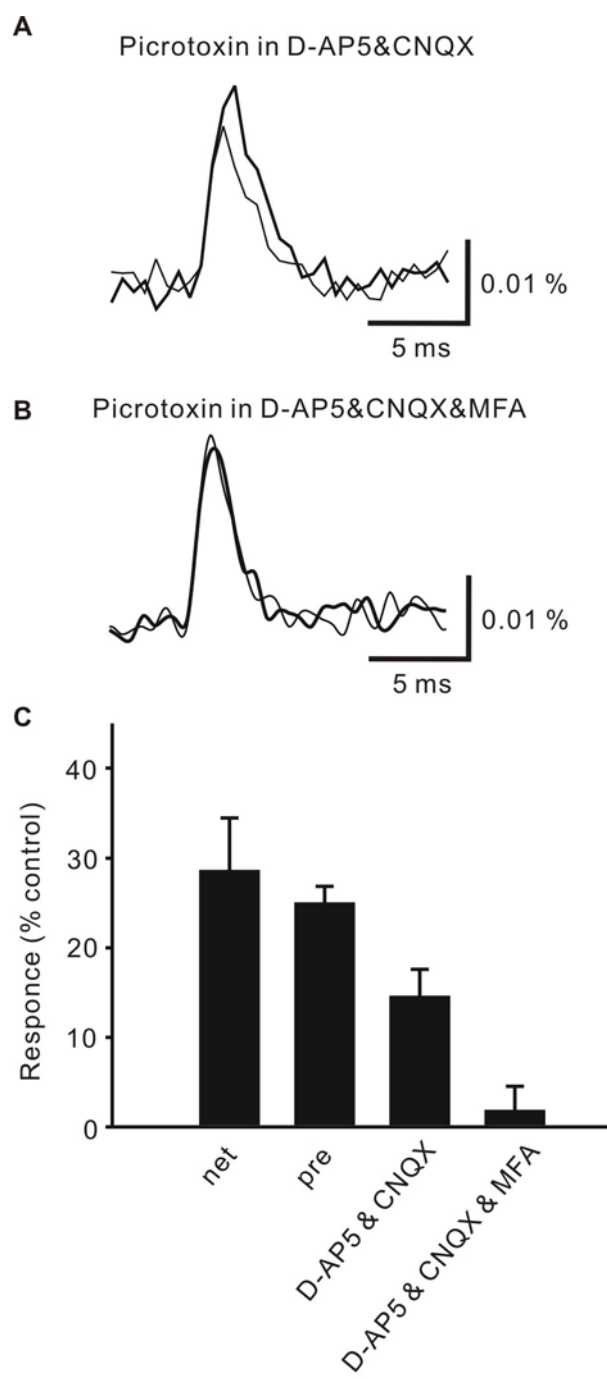 A
Picrotoxin in D-AP5&CNQX
0.01 %
5 ms
B
Picrotoxin in D-AP5&CNQX&MFA
0.01 %
5 ms
C
Responce (% control)
40
30
20
10
0
net
pre
D-AP5 & CNQX
D-AP5 & CNQX & MFA